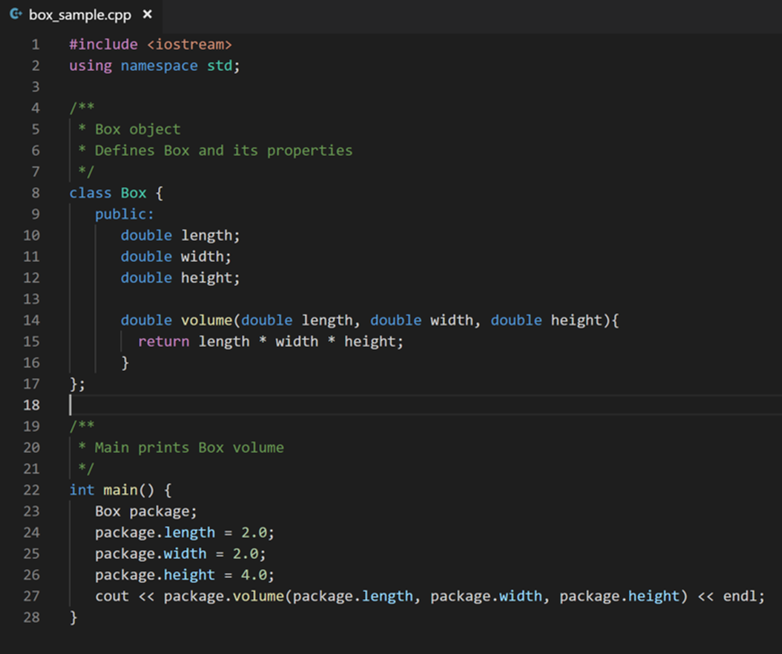 box_sample.cpp ×
1 #include <iostream>
2 using namespace std;
3
4 /**
5  * Box object
6  * Defines Box and its properties
7  */
8 class Box {
9    public:
10       double length;
11       double width;
12       double height;
13
14       double volume(double length, double width, double height){
15         return length * width * height;
16       }
17 };
18
19 /**
20  * Main prints Box volume
21  */
22 int main() {
23    Box package;
24    package.length = 2.0;
25    package.width = 2.0;
26    package.height = 4.0;
27    cout << package.volume(package.length, package.width, package.height) << endl;
28 }